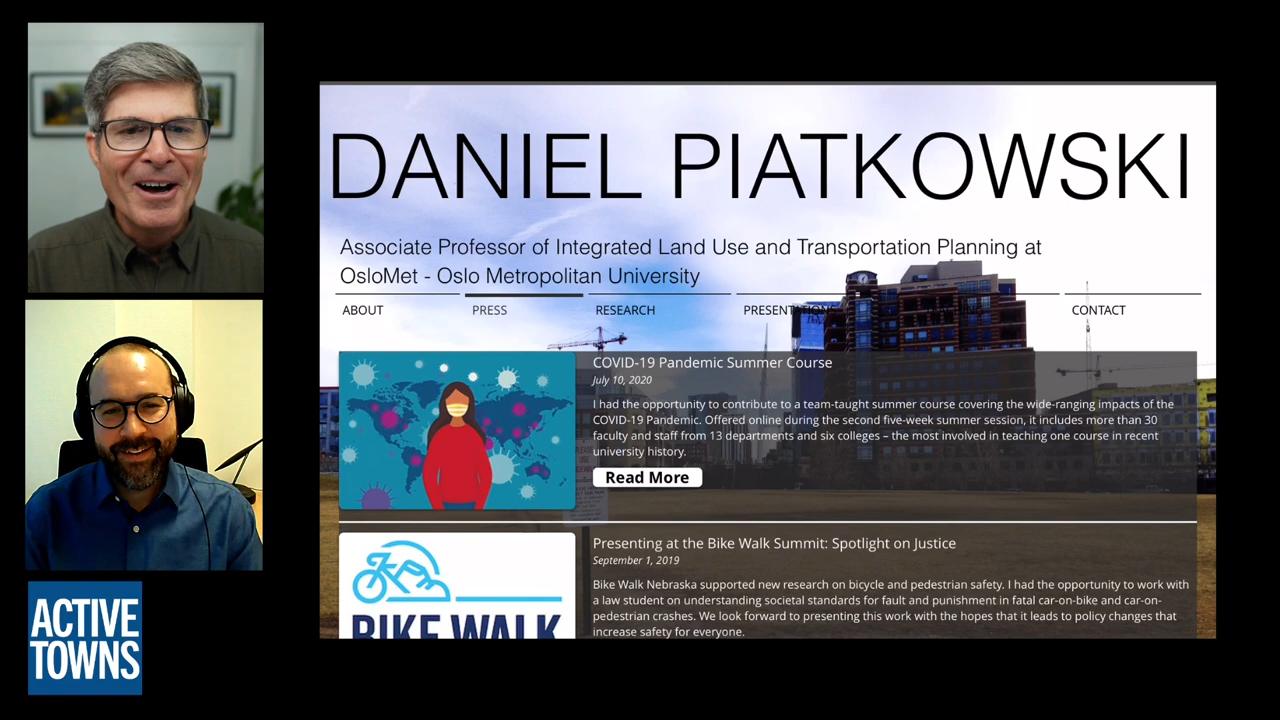 DANIEL PIATKOWSKI
Associate Professor of Integrated Land Use and Transportation Planning at
OsloMet - Oslo Metropolitan University
ABOUT
PRESS
RESEARCH
PRESENTATIONS
CONTACT
COVID-19 Pandemic Summer Course
July 10, 2020
I had the opportunity to contribute to a team-taught summer course covering the wide-ranging impacts of the
COVID-19 Pandemic. Offered online during the second five-week summer session, it includes more than 30
faculty and staff from 13 departments and six colleges – the most involved in teaching one course in recent
university history.
Read More
Presenting at the Bike Walk Summit: Spotlight on Justice
September 1, 2019
Bike Walk Nebraska supported new research on bicycle and pedestrian safety. I had the opportunity to work with
a law student on understanding societal standards for fault and punishment in fatal car-on-bike and car-on-
pedestrian crashes. We look forward to presenting this work with the hopes that it leads to policy changes that
increase safety for everyone.
BIKE WALK
ACTIVE
TOWNS